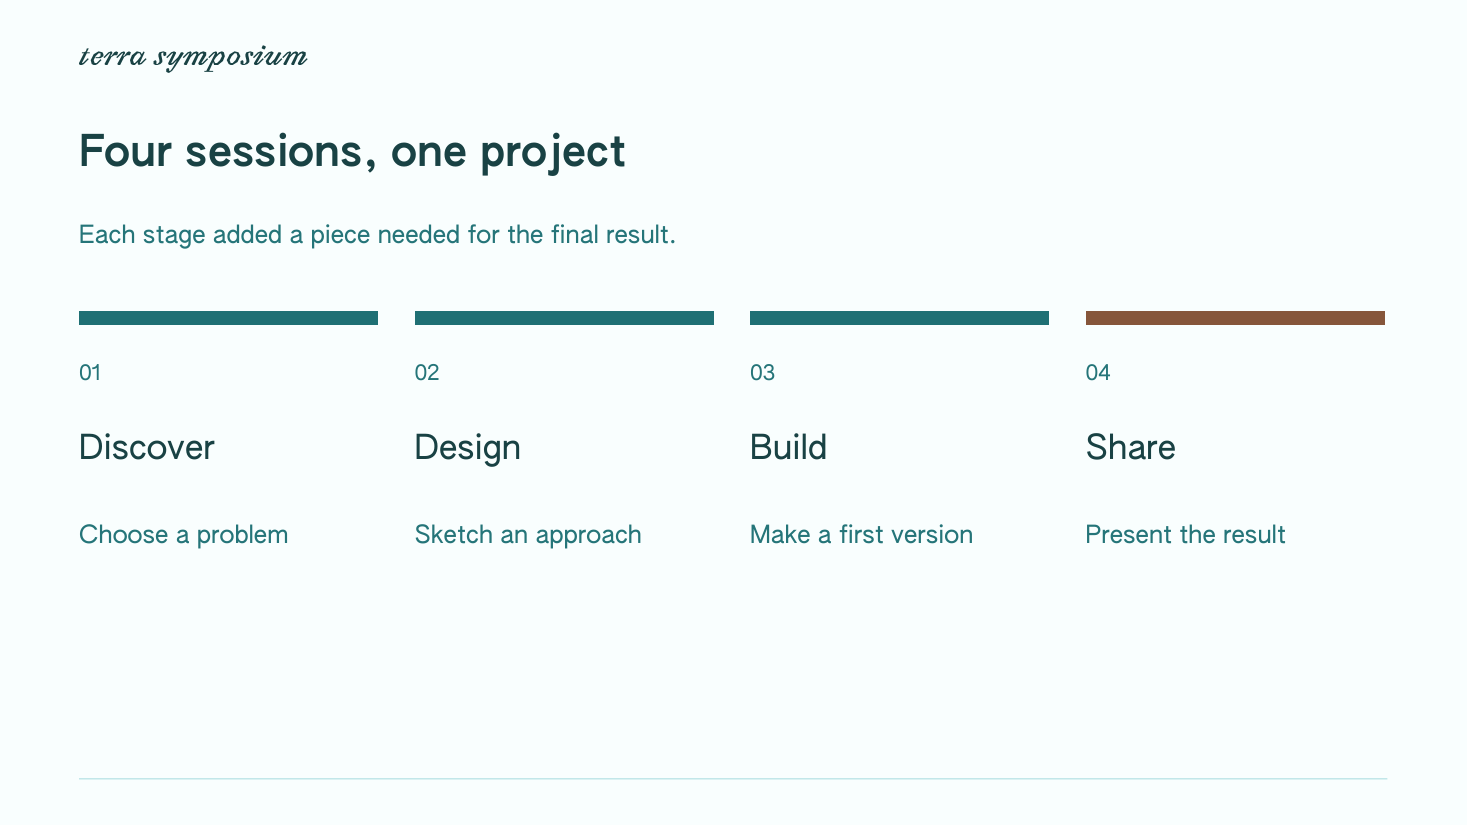 terra symposium
Four sessions, one project
Each stage added a piece needed for the final result.
01
Discover
Choose a problem
02
Design
Sketch an approach
03
Build
Make a first version
04
Share
Present the result